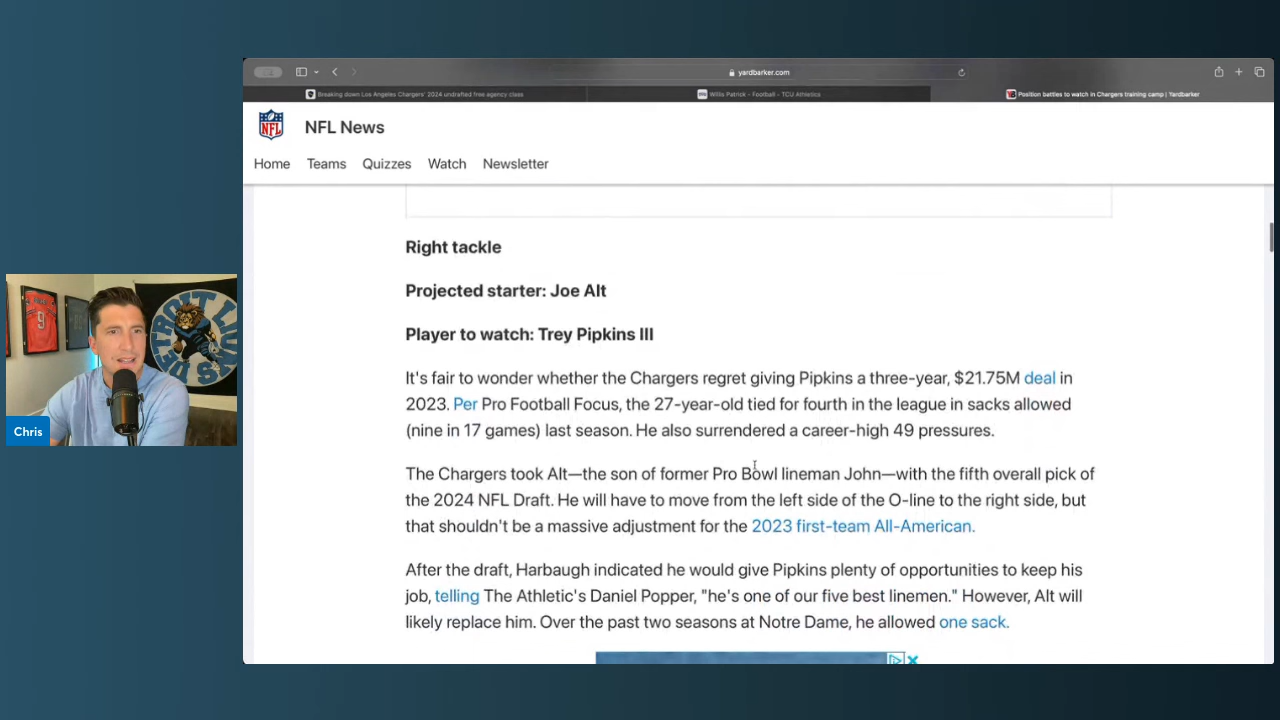 yardbarker.com
Breaking down Los Angeles Chargers' 2024 undrafted free agency class
Willis Patrick - Football - TCU Athletics
Position battles to watch in Chargers training camp | Yardbarker
NFL
NFL News
Home Teams Quizzes Watch Newsletter
Right tackle
Projected starter: Joe Alt
Player to watch: Trey Pipkins III
It's fair to wonder whether the Chargers regret giving Pipkins a three-year, $21.75M deal in
2023. Per Pro Football Focus, the 27-year-old tied for fourth in the league in sacks allowed
(nine in 17 games) last season. He also surrendered a career-high 49 pressures.
The Chargers took Alt—the son of former Pro Bowl lineman John—with the fifth overall pick of
the 2024 NFL Draft. He will have to move from the left side of the O-line to the right side, but
that shouldn't be a massive adjustment for the 2023 first-team All-American.
After the draft, Harbaugh indicated he would give Pipkins plenty of opportunities to keep his
job, telling The Athletic's Daniel Popper, "he's one of our five best linemen." However, Alt will
likely replace him. Over the past two seasons at Notre Dame, he allowed one sack.
9
DETROIT LIONS
Chris